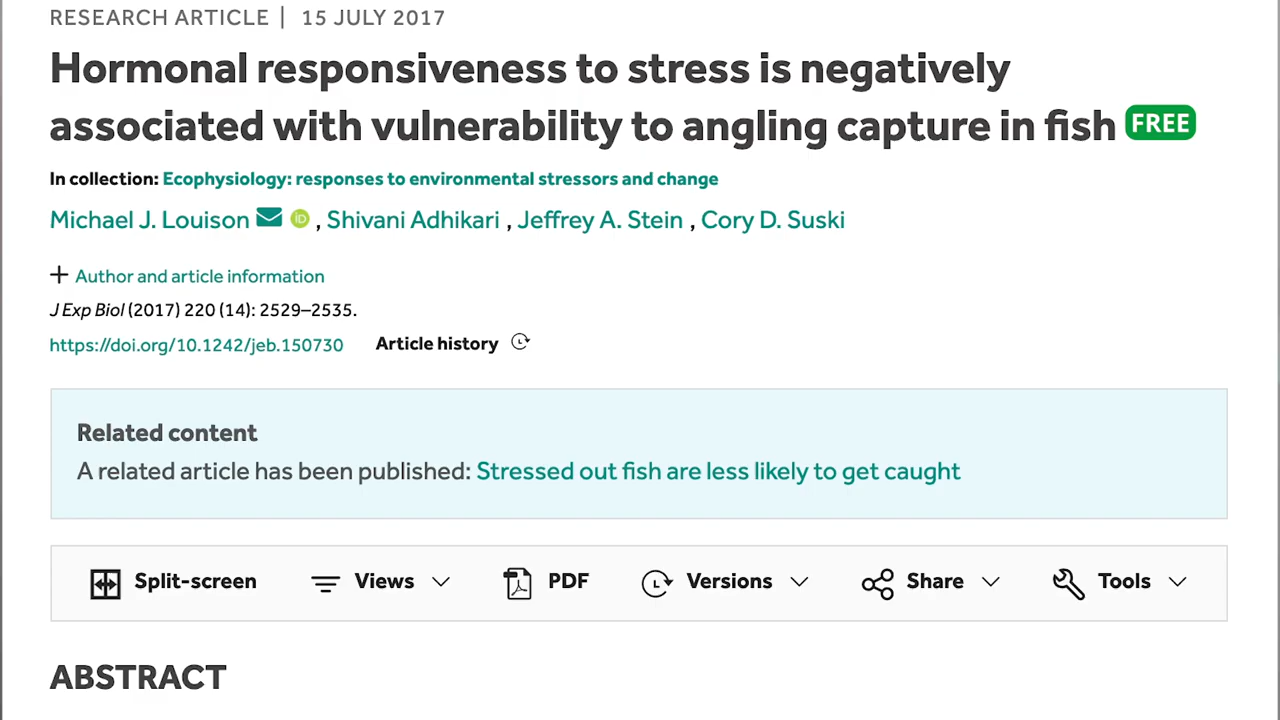 RESEARCH ARTICLE | 15 JULY 2017
Hormonal responsiveness to stress is negatively
associated with vulnerability to angling capture in fish FREE
In collection: Ecophysiology: responses to environmental stressors and change
Michael J. Louison iD , Shivani Adhikari , Jeffrey A. Stein , Cory D. Suski
+ Author and article information
J Exp Biol (2017) 220 (14): 2529–2535.
https://doi.org/10.1242/jeb.150730 Article history
Related content
A related article has been published: Stressed out fish are less likely to get caught
Split-screen Views PDF Versions Share Tools
ABSTRACT